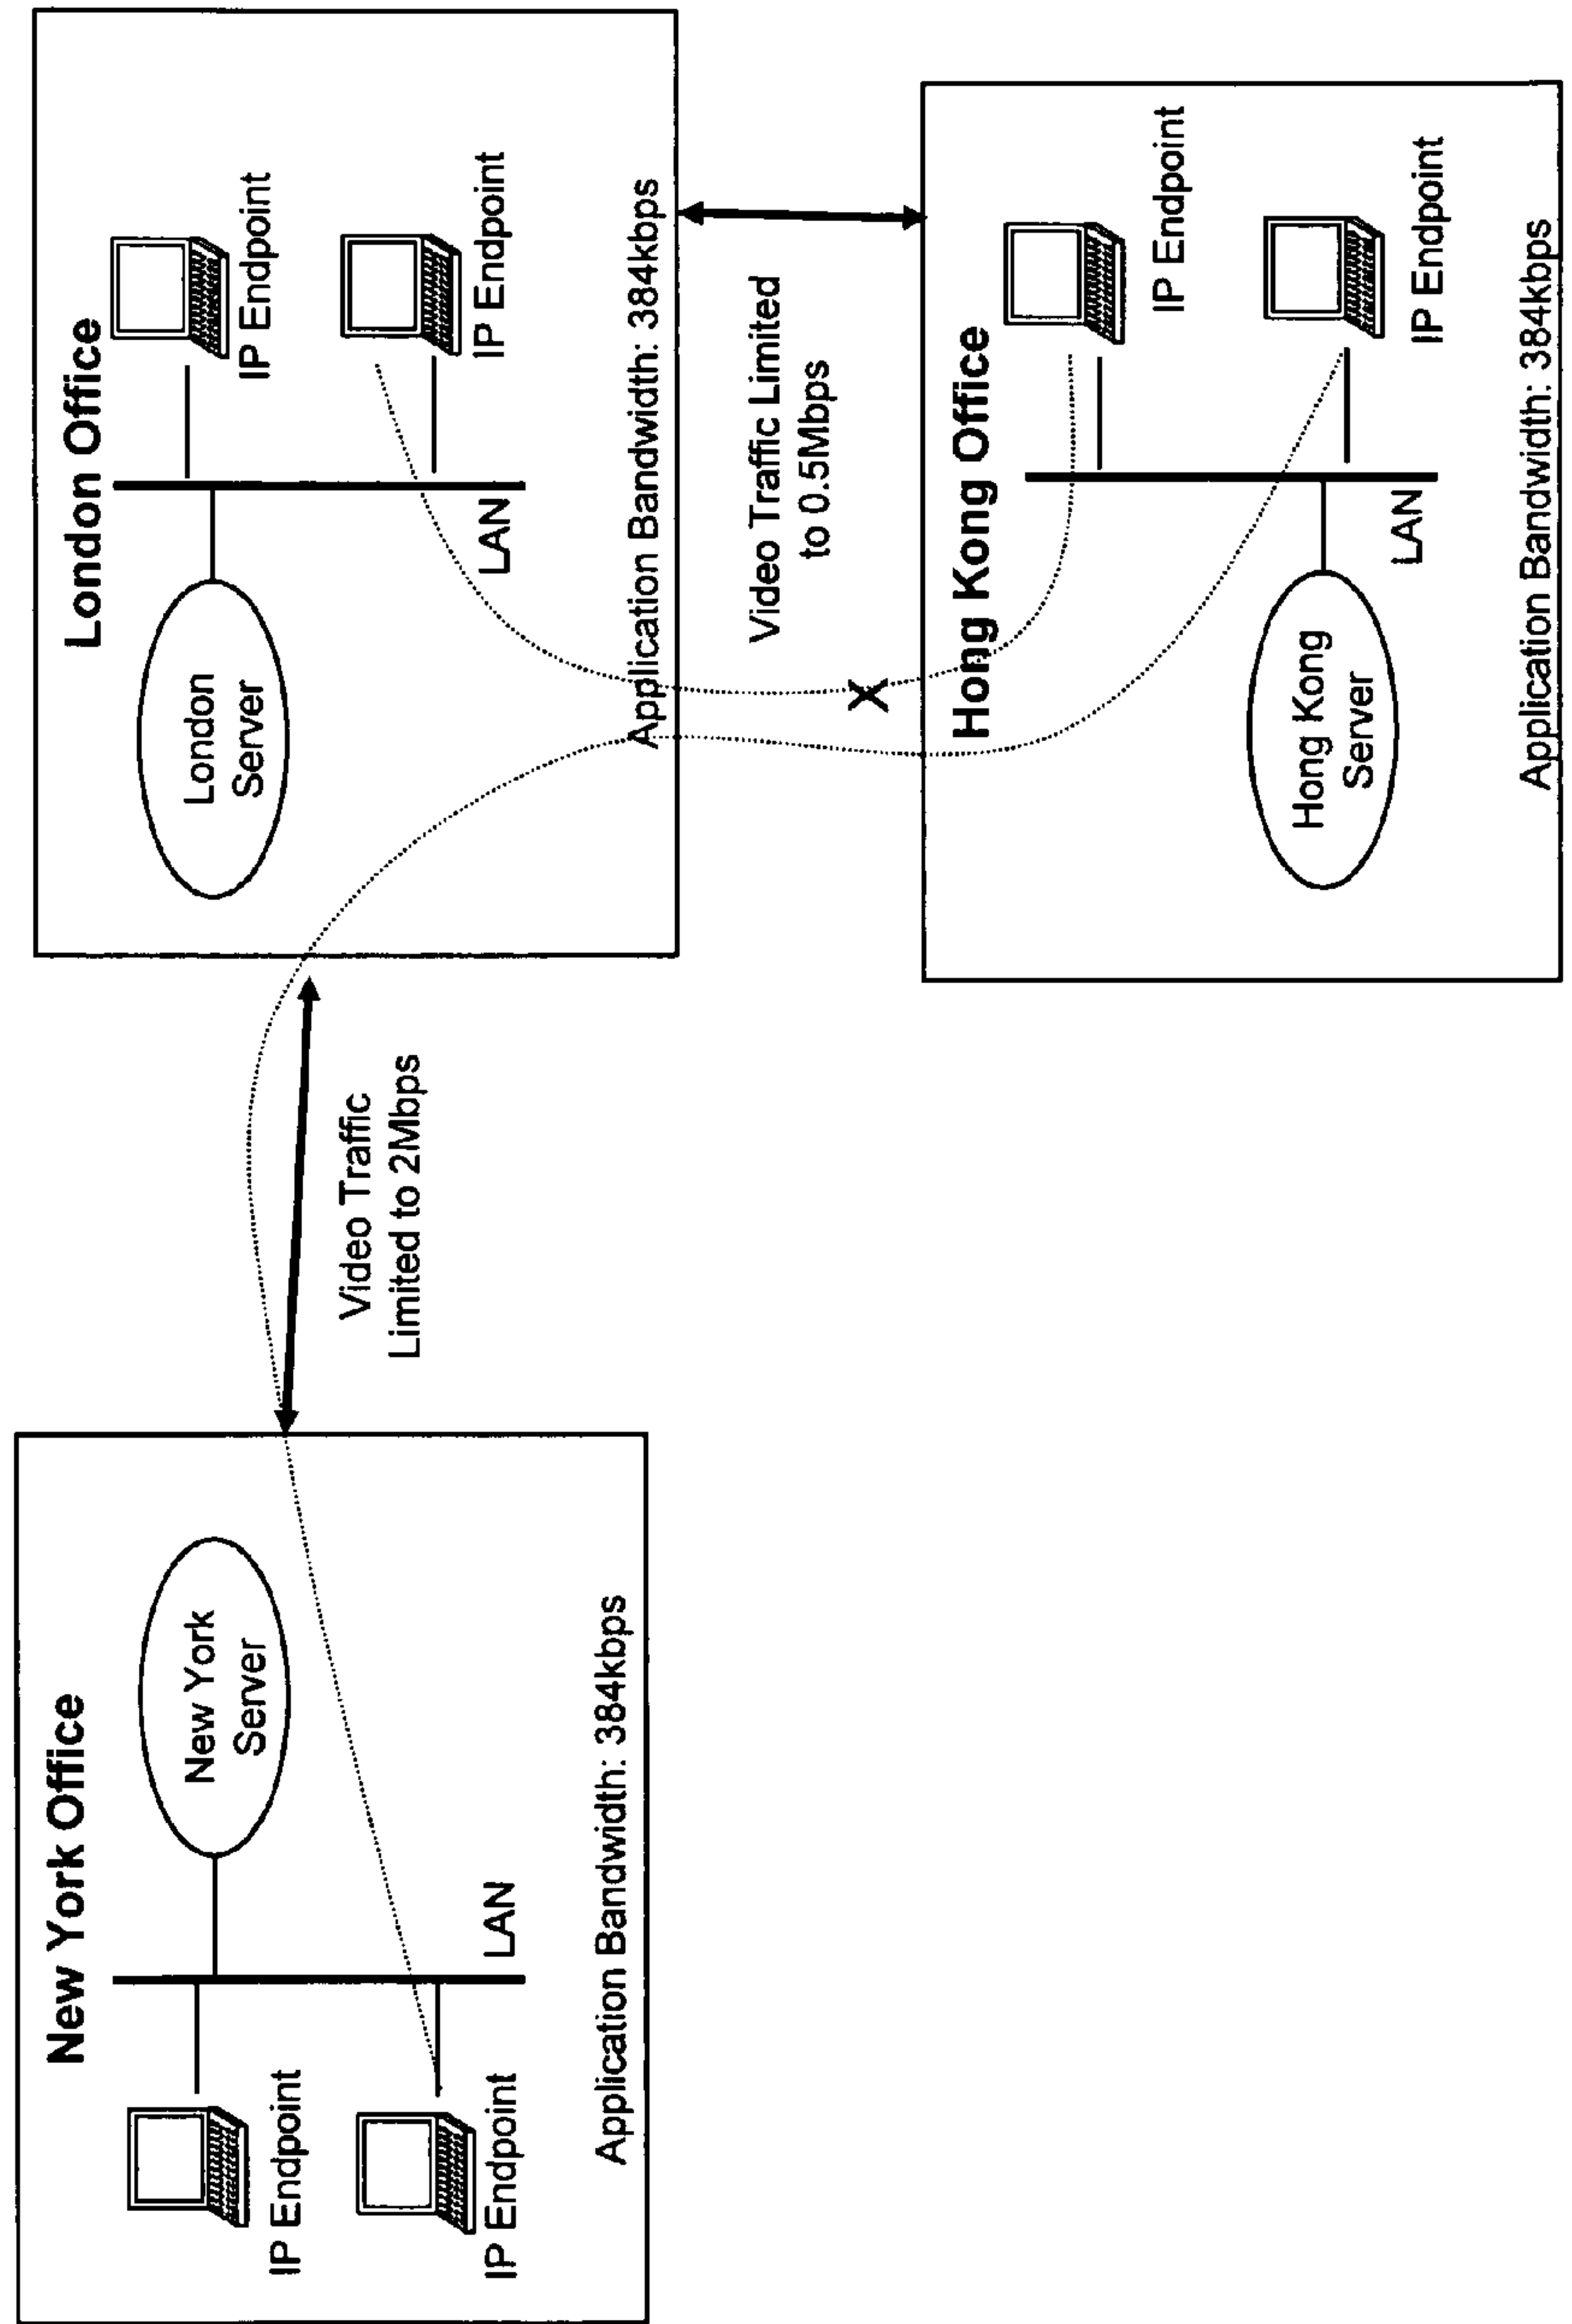 New York Office
New York
Server
IP Endpoint
IP Endpoint
LAN
Application Bandwidth: 384kbps
Video Traffic
Limited to 2Mbps
London Office
London
Server
IP Endpoint
IP Endpoint
LAN
Application Bandwidth: 384kbps
Video Traffic Limited
to 0.5Mbps
X
Hong Kong Office
Hong Kong
Server
IP Endpoint
IP Endpoint
LAN
Application Bandwidth: 384kbps